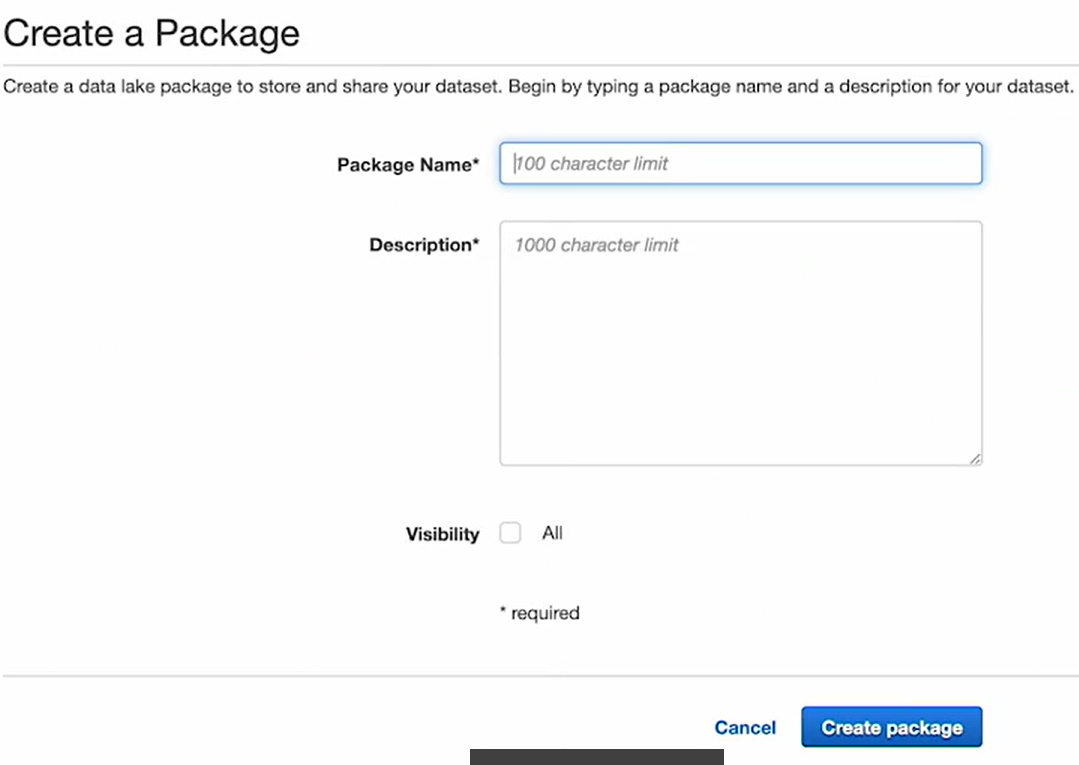 Create a Package
Create a data lake package to store and share your dataset. Begin by typing a package name and a description for your dataset.
Package Name* 100 character limit
Description* 1000 character limit
Visibility All
* required
Cancel Create package